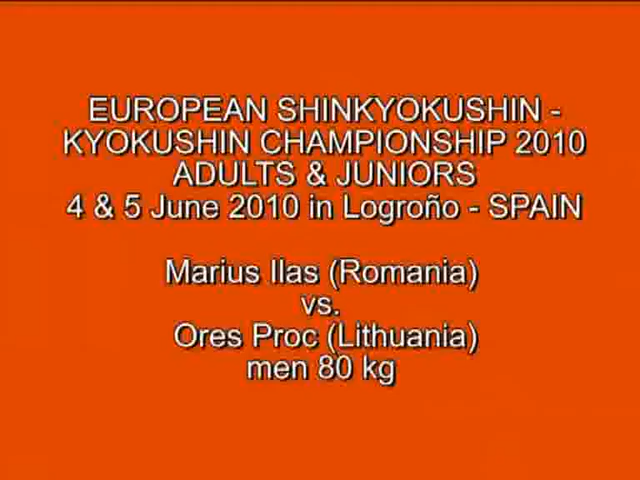 EUROPEAN SHINKYOKUSHIN -
KYOKUSHIN CHAMPIONSHIP 2010
ADULTS & JUNIORS
4 & 5 June 2010 in Logroño - SPAIN
Marius Ilas (Romania)
vs.
Ores Proc (Lithuania)
men 80 kg